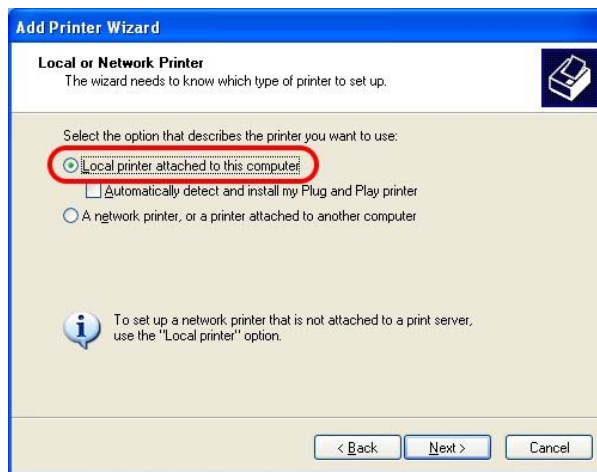 Add Printer Wizard
Local or Network Printer
The wizard needs to know which type of printer to set up.
Select the option that describes the printer you want to use:
Local printer attached to this computer
Automatically detect and install my Plug and Play printer
A network printer, or a printer attached to another computer
To set up a network printer that is not attached to a print server,
use the "Local printer" option.
< Back
Next >
Cancel